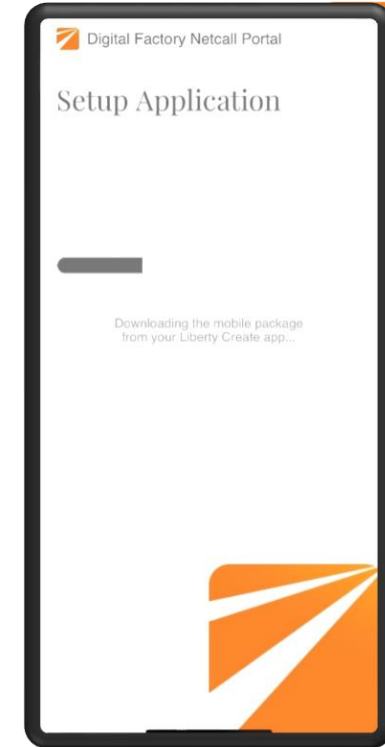 Digital Factory Netcall Portal
Setup Application
Downloading the mobile package
from your Liberty Create app...